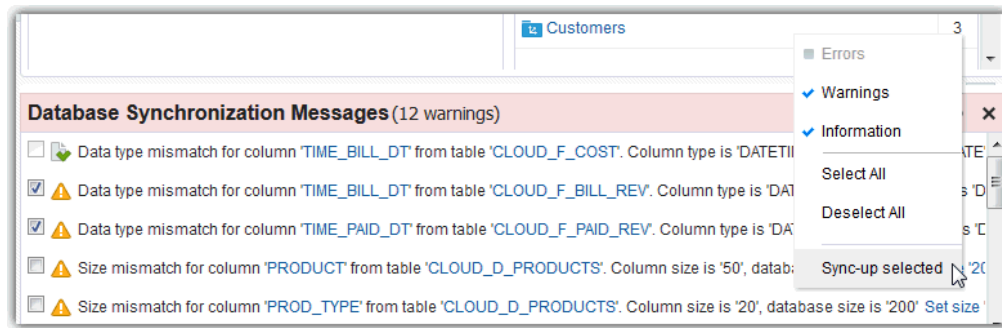 Customers 3
Errors
Warnings
Information
Select All
Deselect All
Sync-up selected
Database Synchronization Messages (12 warnings)
Data type mismatch for column 'TIME_BILL_DT' from table 'CLOUD_F_COST'. Column type is
Data type mismatch for column 'TIME_BILL_DT' from table 'CLOUD_F_BILL_REV'. Column type is
Data type mismatch for column 'TIME_PAID_DT' from table 'CLOUD_F_PAID_REV'. Column type is
Size mismatch for column 'PRODUCT' from table 'CLOUD_D_PRODUCTS'. Column size is '50',
Size mismatch for column 'PROD_TYPE' from table 'CLOUD_D_PRODUCTS'. Column size is '20', database size is '200' Set size